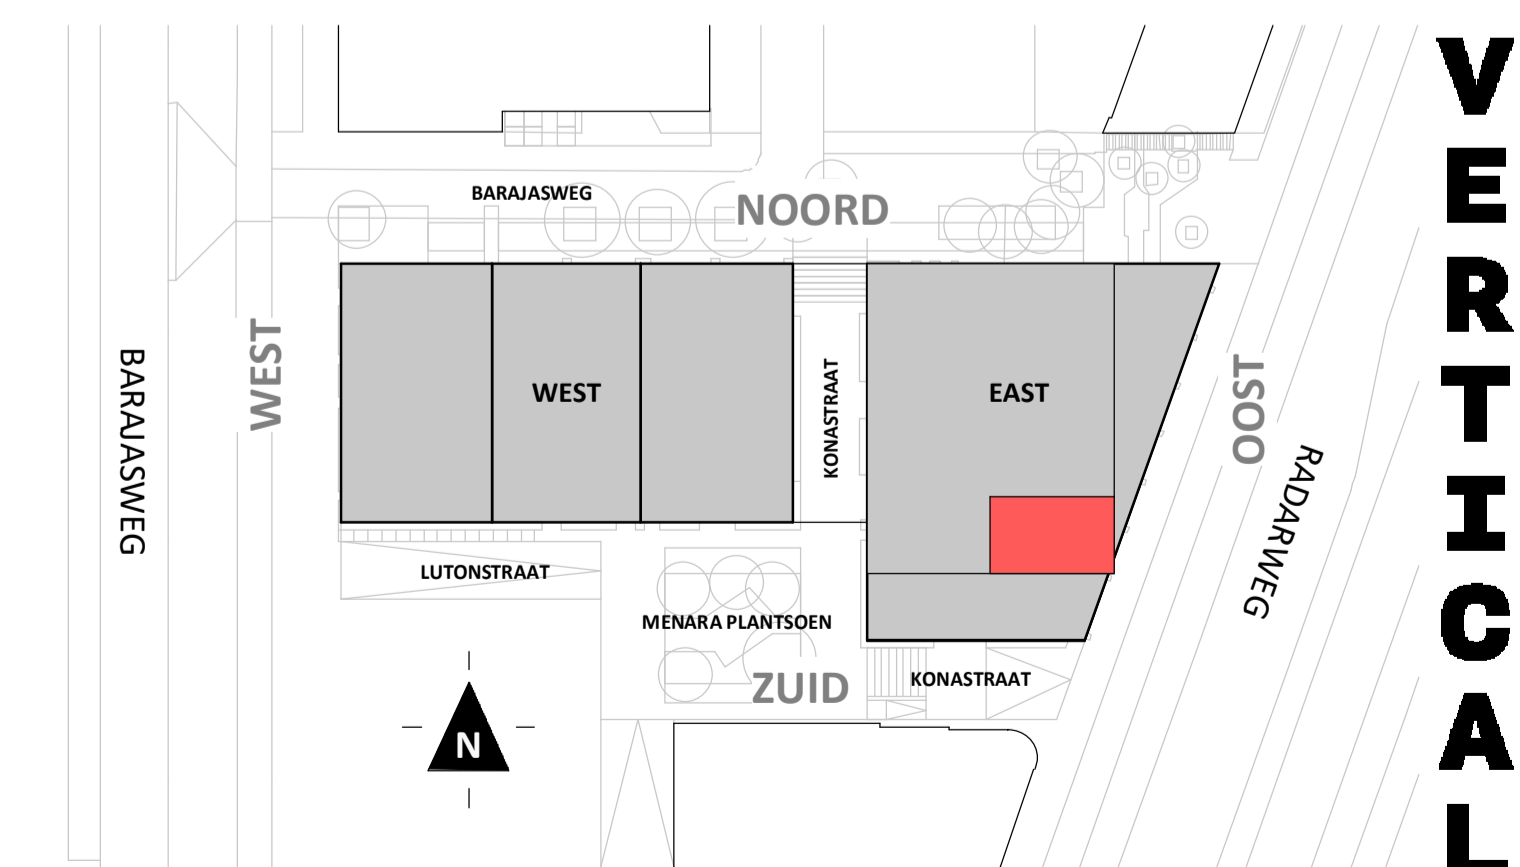 BARAJASWEG
NOORD
WEST
BARAJASWEG
WEST
KONASTRAAT
EAST
OOST
RADARWEG
LUTONSTRAAT
MENARA PLANTSOEN
ZUID
KONASTRAAT
N
VERTICAL